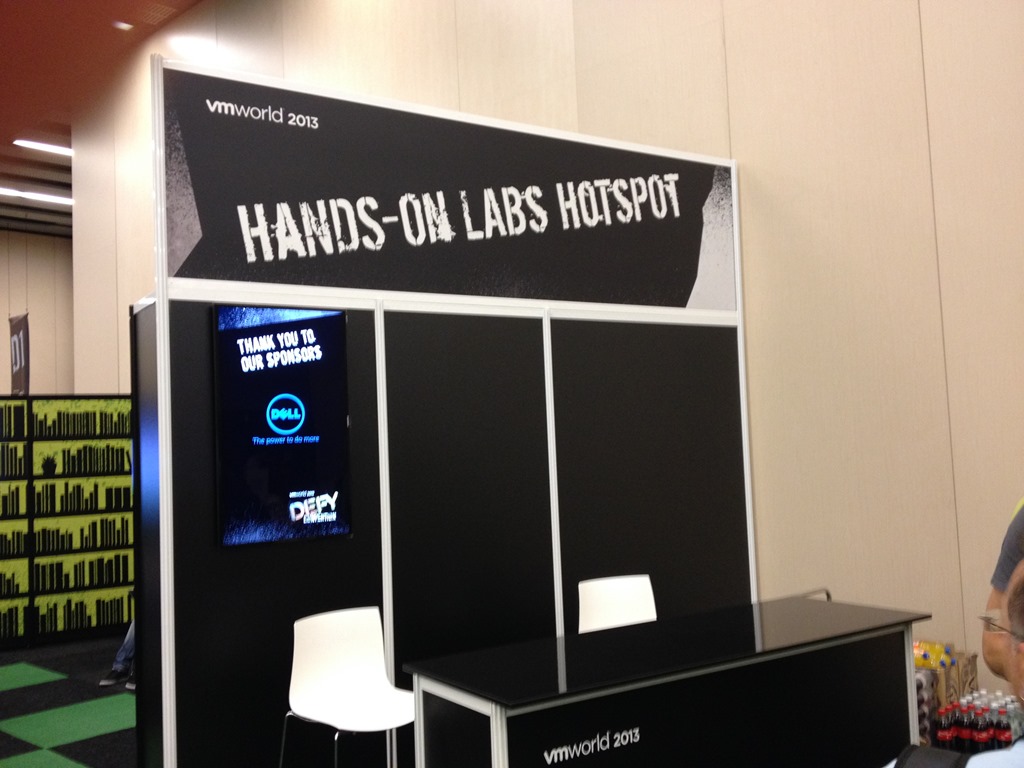 vmworld 2013
HANDS-ON LABS HOTSPOT
THANK YOU TO
OUR SPONSORS
DELL
The power to do more
DEFY
CONVENTION
vmworld 2013